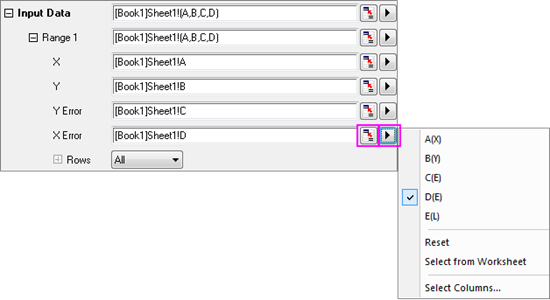 Input Data [Book1]Sheet1!(A,B,C,D)
Range 1 [Book1]Sheet1!(A,B,C,D)
X [Book1]Sheet1!A
Y [Book1]Sheet1!B
Y Error [Book1]Sheet1!C
X Error [Book1]Sheet1!D
Rows All
A(X)
B(Y)
C(E)
D(E)
E(L)
Reset
Select from Worksheet
Select Columns...